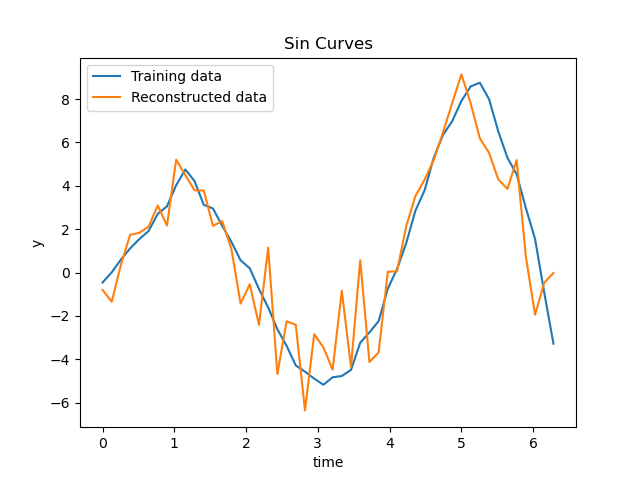 Sin Curves
Training data
Reconstructed data
8
6
4
2
0
−2
−4
−6
y
0 1 2 3 4 5 6
time